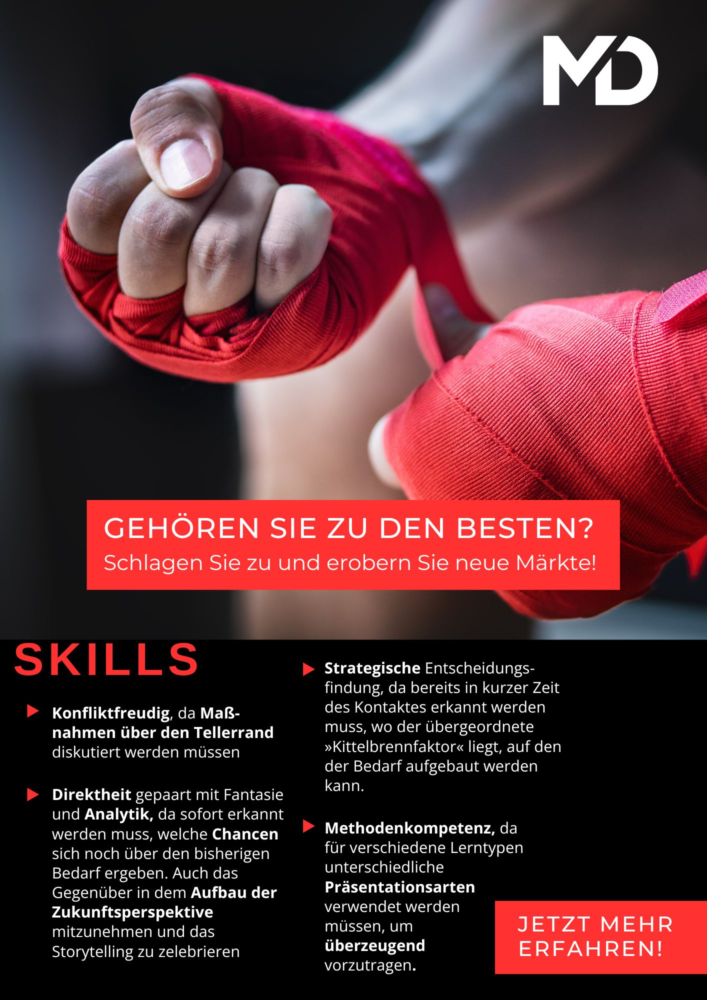 MD
GEHÖREN SIE ZU DEN BESTEN?
Schlagen Sie zu und erobern Sie neue Märkte!
SKILLS
Konfliktfreudig, da Maß-
nahmen über den Tellerrand
diskutiert werden müssen
Direktheit gepaart mit Fantasie
und Analytik, da sofort erkannt
werden muss, welche Chancen
sich noch über den bisherigen
Bedarf ergeben. Auch das
Gegenüber in dem Aufbau der
Zukunftsperspektive
mitzunehmen und das
Storytelling zu zelebrieren
Strategische Entscheidungs-
findung, da bereits in kurzer Zeit
des Kontaktes erkannt werden
muss, wo der übergeordnete
»Kittelbrennfaktor« liegt, auf den
der Bedarf aufgebaut werden
kann.
Methodenkompetenz, da
für verschiedene Lerntypen
unterschiedliche
Präsentationsarten
verwendet werden
müssen, um
überzeugend
vorzutragen.
JETZT MEHR
ERFAHREN!